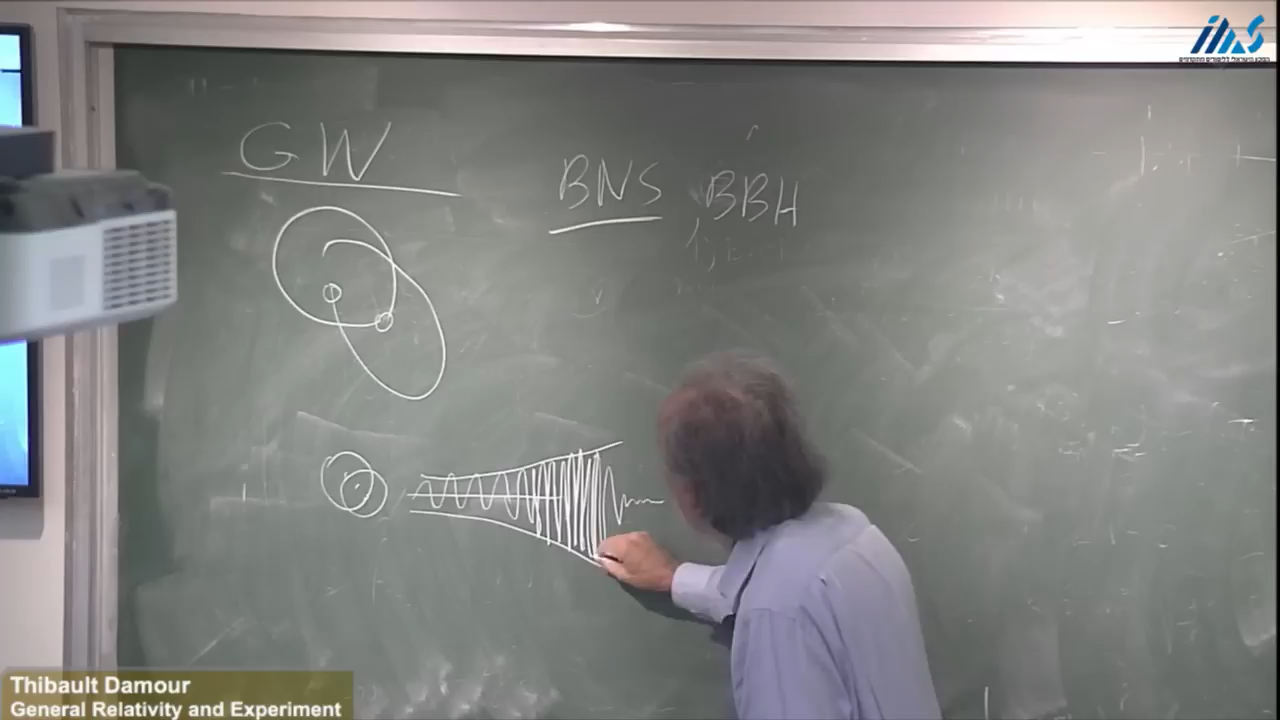 GW
BNS, BBH
Thibault Damour
General Relativity and Experiment